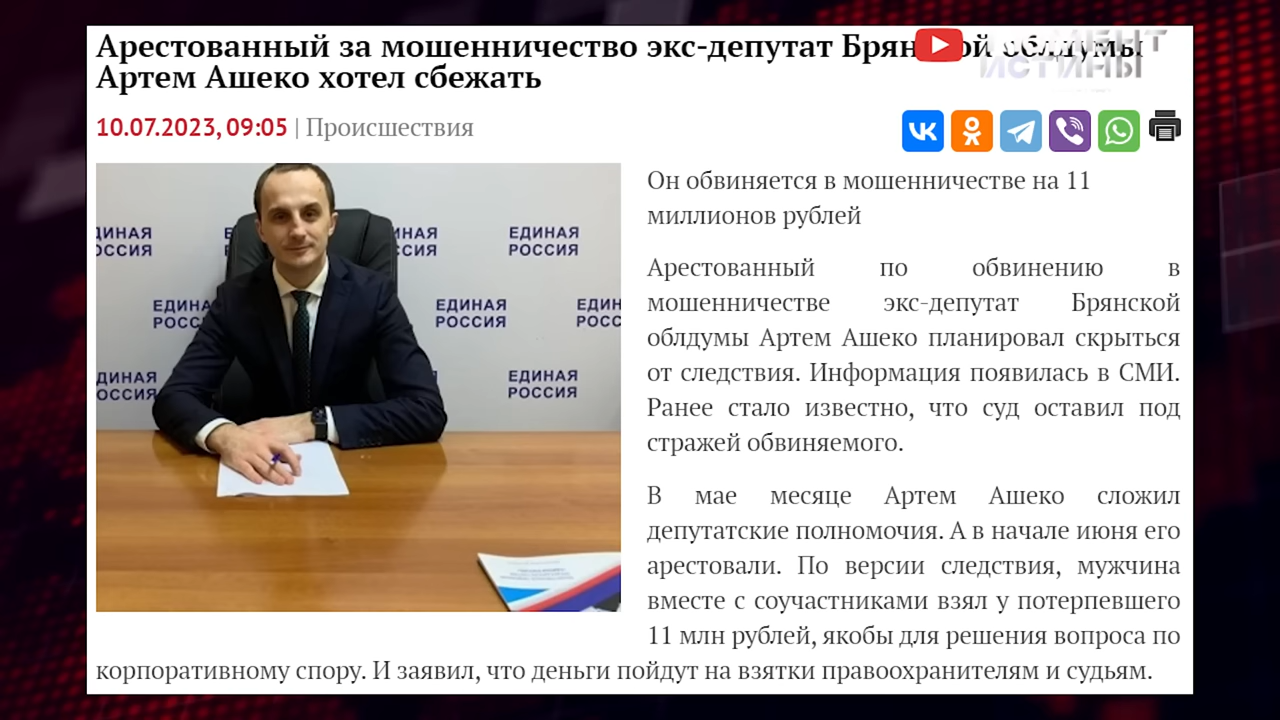 Арестованный за мошенничество экс-депутат Брянской облдумы
Артем Ашеко хотел сбежать
ИСТИНЫ
10.07.2023, 09:05 | Происшествия
Он обвиняется в мошенничестве на 11
миллионов рублей
Арестованный по обвинению в
мошенничестве экс-депутат Брянской
облдумы Артем Ашеко планировал скрыться
от следствия. Информация появилась в СМИ.
Ранее стало известно, что суд оставил под
стражей обвиняемого.
В мае месяце Артем Ашеко сложил
депутатские полномочия. А в начале июня его
арестовали. По версии следствия, мужчина
вместе с соучастниками взял у потерпевшего
11 млн рублей, якобы для решения вопроса по
корпоративному спору. И заявил, что деньги пойдут на взятки правоохранителям и судьям.
ЕДИНАЯ
РОССИЯ
ЕДИНАЯ
РОССИЯ
ЕДИНАЯ
РОССИЯ
ЕДИНАЯ
РОССИЯ
ЕДИНАЯ
РОССИЯ